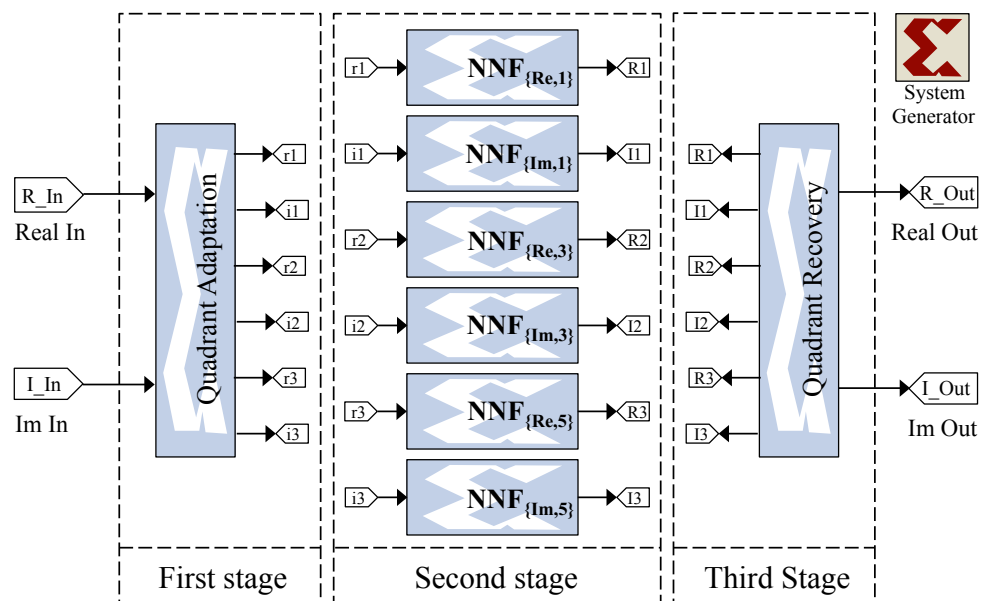 R_In
Real In
I_In
Im In
Quadrant Adaptation
r1
i1
r2
i2
r3
i3
First stage
r1
NNF{Re,1}
R1
i1
NNF{Im,1}
I1
r2
NNF{Re,3}
R2
i2
NNF{Im,3}
I2
r3
NNF{Re,5}
R3
i3
NNF{Im,5}
I3
Second stage
R1
I1
R2
I2
R3
I3
Quadrant Recovery
Third Stage
System
Generator
R_Out
Real Out
I_Out
Im Out